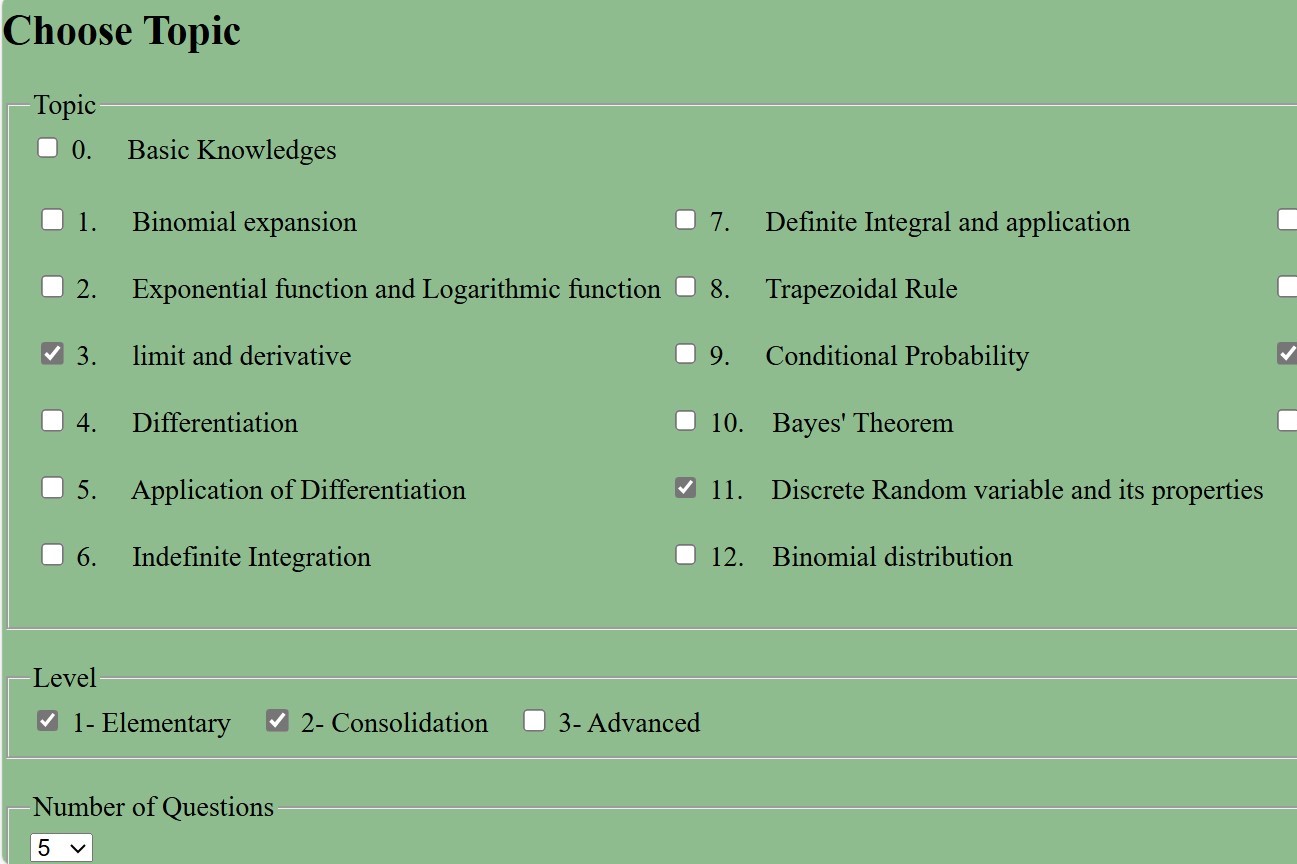 Choose Topic
Topic
0. Basic Knowledges
1. Binomial expansion
7. Definite Integral and application
2. Exponential function and Logarithmic function
8. Trapezoidal Rule
3. limit and derivative
9. Conditional Probability
4. Differentiation
10. Bayes' Theorem
5. Application of Differentiation
11. Discrete Random variable and its properties
6. Indefinite Integration
12. Binomial distribution
Level
1- Elementary 2- Consolidation 3- Advanced
Number of Questions
5